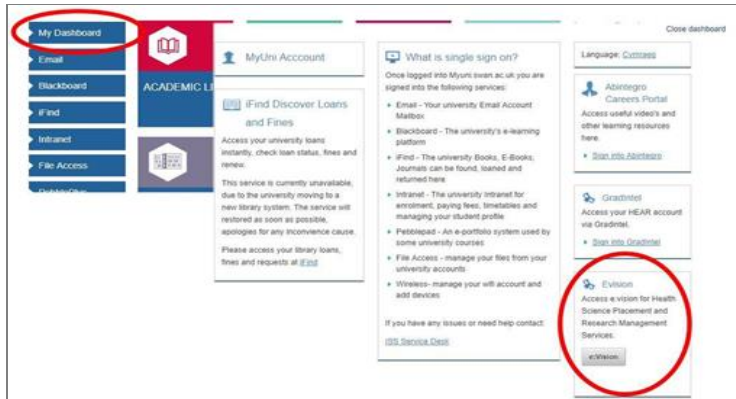 Close dashboard
My Dashboard
Email
Blackboard
iFind
Intranet
File Access
ACADEMIC LI
MyUni Acccount
iFind Discover Loans
and Fines
Access your university loans
instantly, check loan status, fines and
renew.
This service is currently unavailable,
due to the university moving to a
new library system. The service will
restored as soon as possible,
apologies for any inconvience cause.
Please access your library loans,
fines and requests at iFind
What is single sign on?
Once logged into Myuni.swan.ac.uk you are
signed into the following services:
Email - Your university Email Account
Mailbox
Blackboard - The university's e-learning
platform
iFind - The university Books, E-Books,
Journals can be found, loaned and
returned here
Intranet - The university Intranet for
enrolment, paying fees, timetables and
managing your student profile
Pebblepad - An e-portfolio system used by
some university courses
File Access - manage your files from your
university accounts
Wireless- manage your wifi account and
add devices
If you have any issues or need help contact:
ISS Service Desk
Language: Cymraeg
Abintegro
Careers Portal
Access useful video's and
other learning resources
here.
Sign into Abintegro
Gradintel
Access your HEAR account
via Gradintel.
Sign into Gradintel
Evision
Access e:vision for Health
Science Placement and
Research Management
Services.
e:Vision